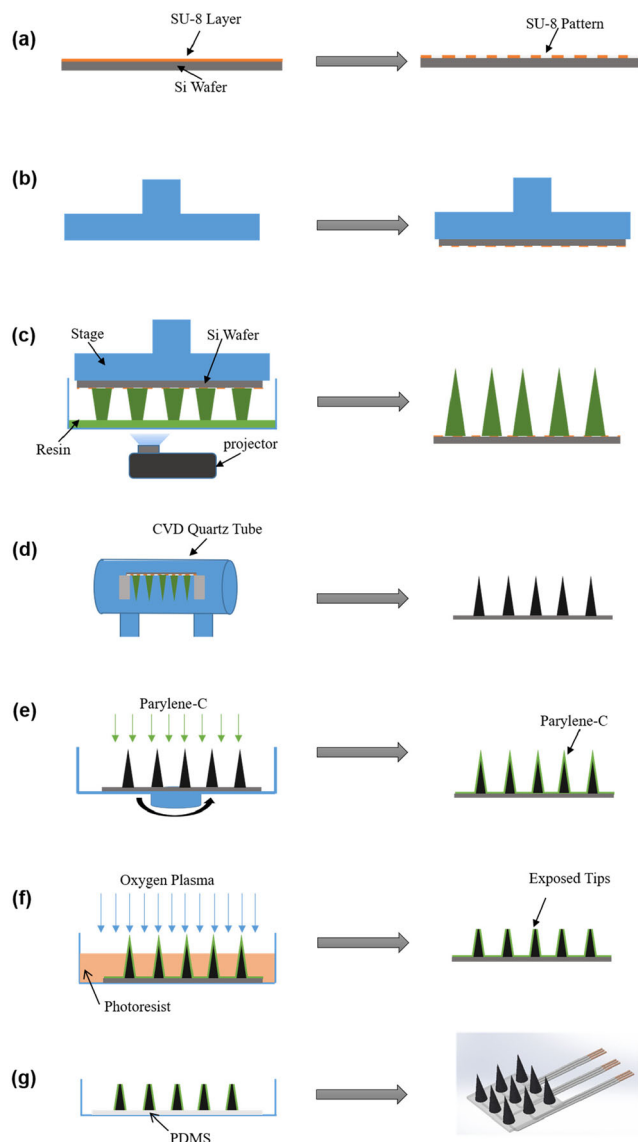 (a)
SU-8 Layer
Si Wafer
SU-8 Pattern
(b)
(c)
Stage
Si Wafer
Resin
projector
(d)
CVD Quartz Tube
(e)
Parylene-C
Parylene-C
(f)
Oxygen Plasma
Exposed Tips
Photoresist
(g)
PDMS